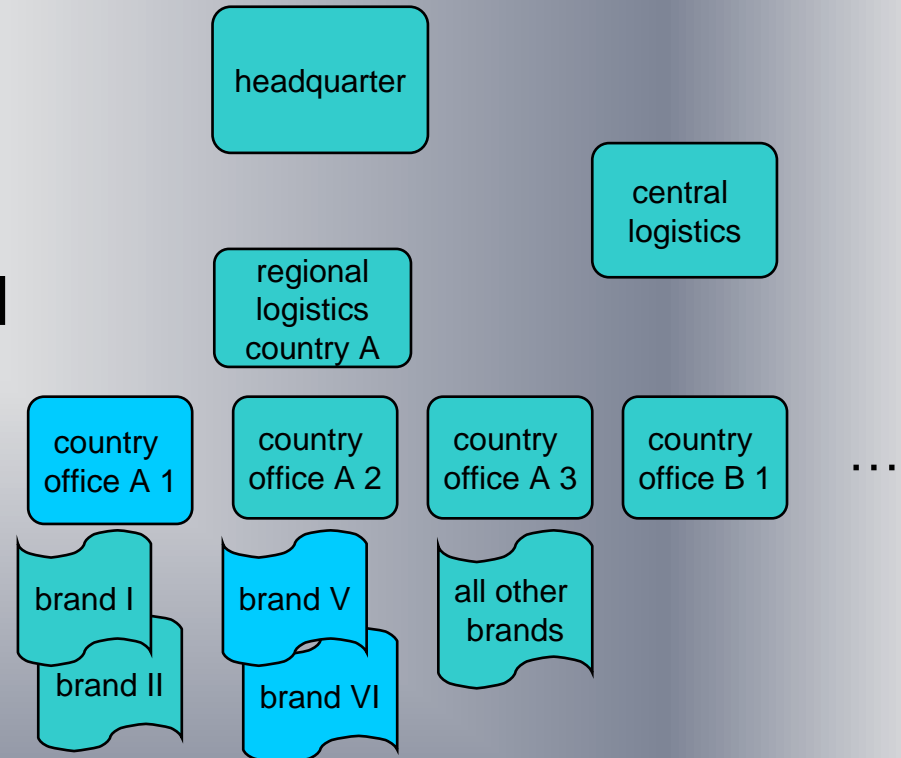 headquarter
central
logistics
regional
logistics
country A
country
office A 1
country
office A 2
country
office A 3
country
office B 1
...
brand I
brand II
brand V
brand VI
all other
brands